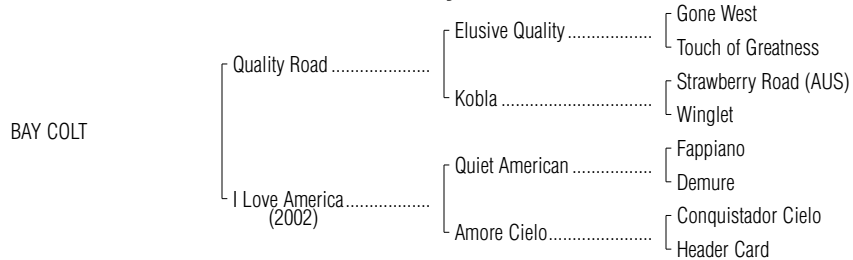 Gone West
Elusive Quality ..................
Touch of Greatness
Quality Road .....................
Strawberry Road (AUS)
Kobla ................................
Winglet
BAY COLT
Fappiano
Quiet American .................
Demure
I Love America..................
(2002)
Conquistador Cielo
Amore Cielo......................
Header Card